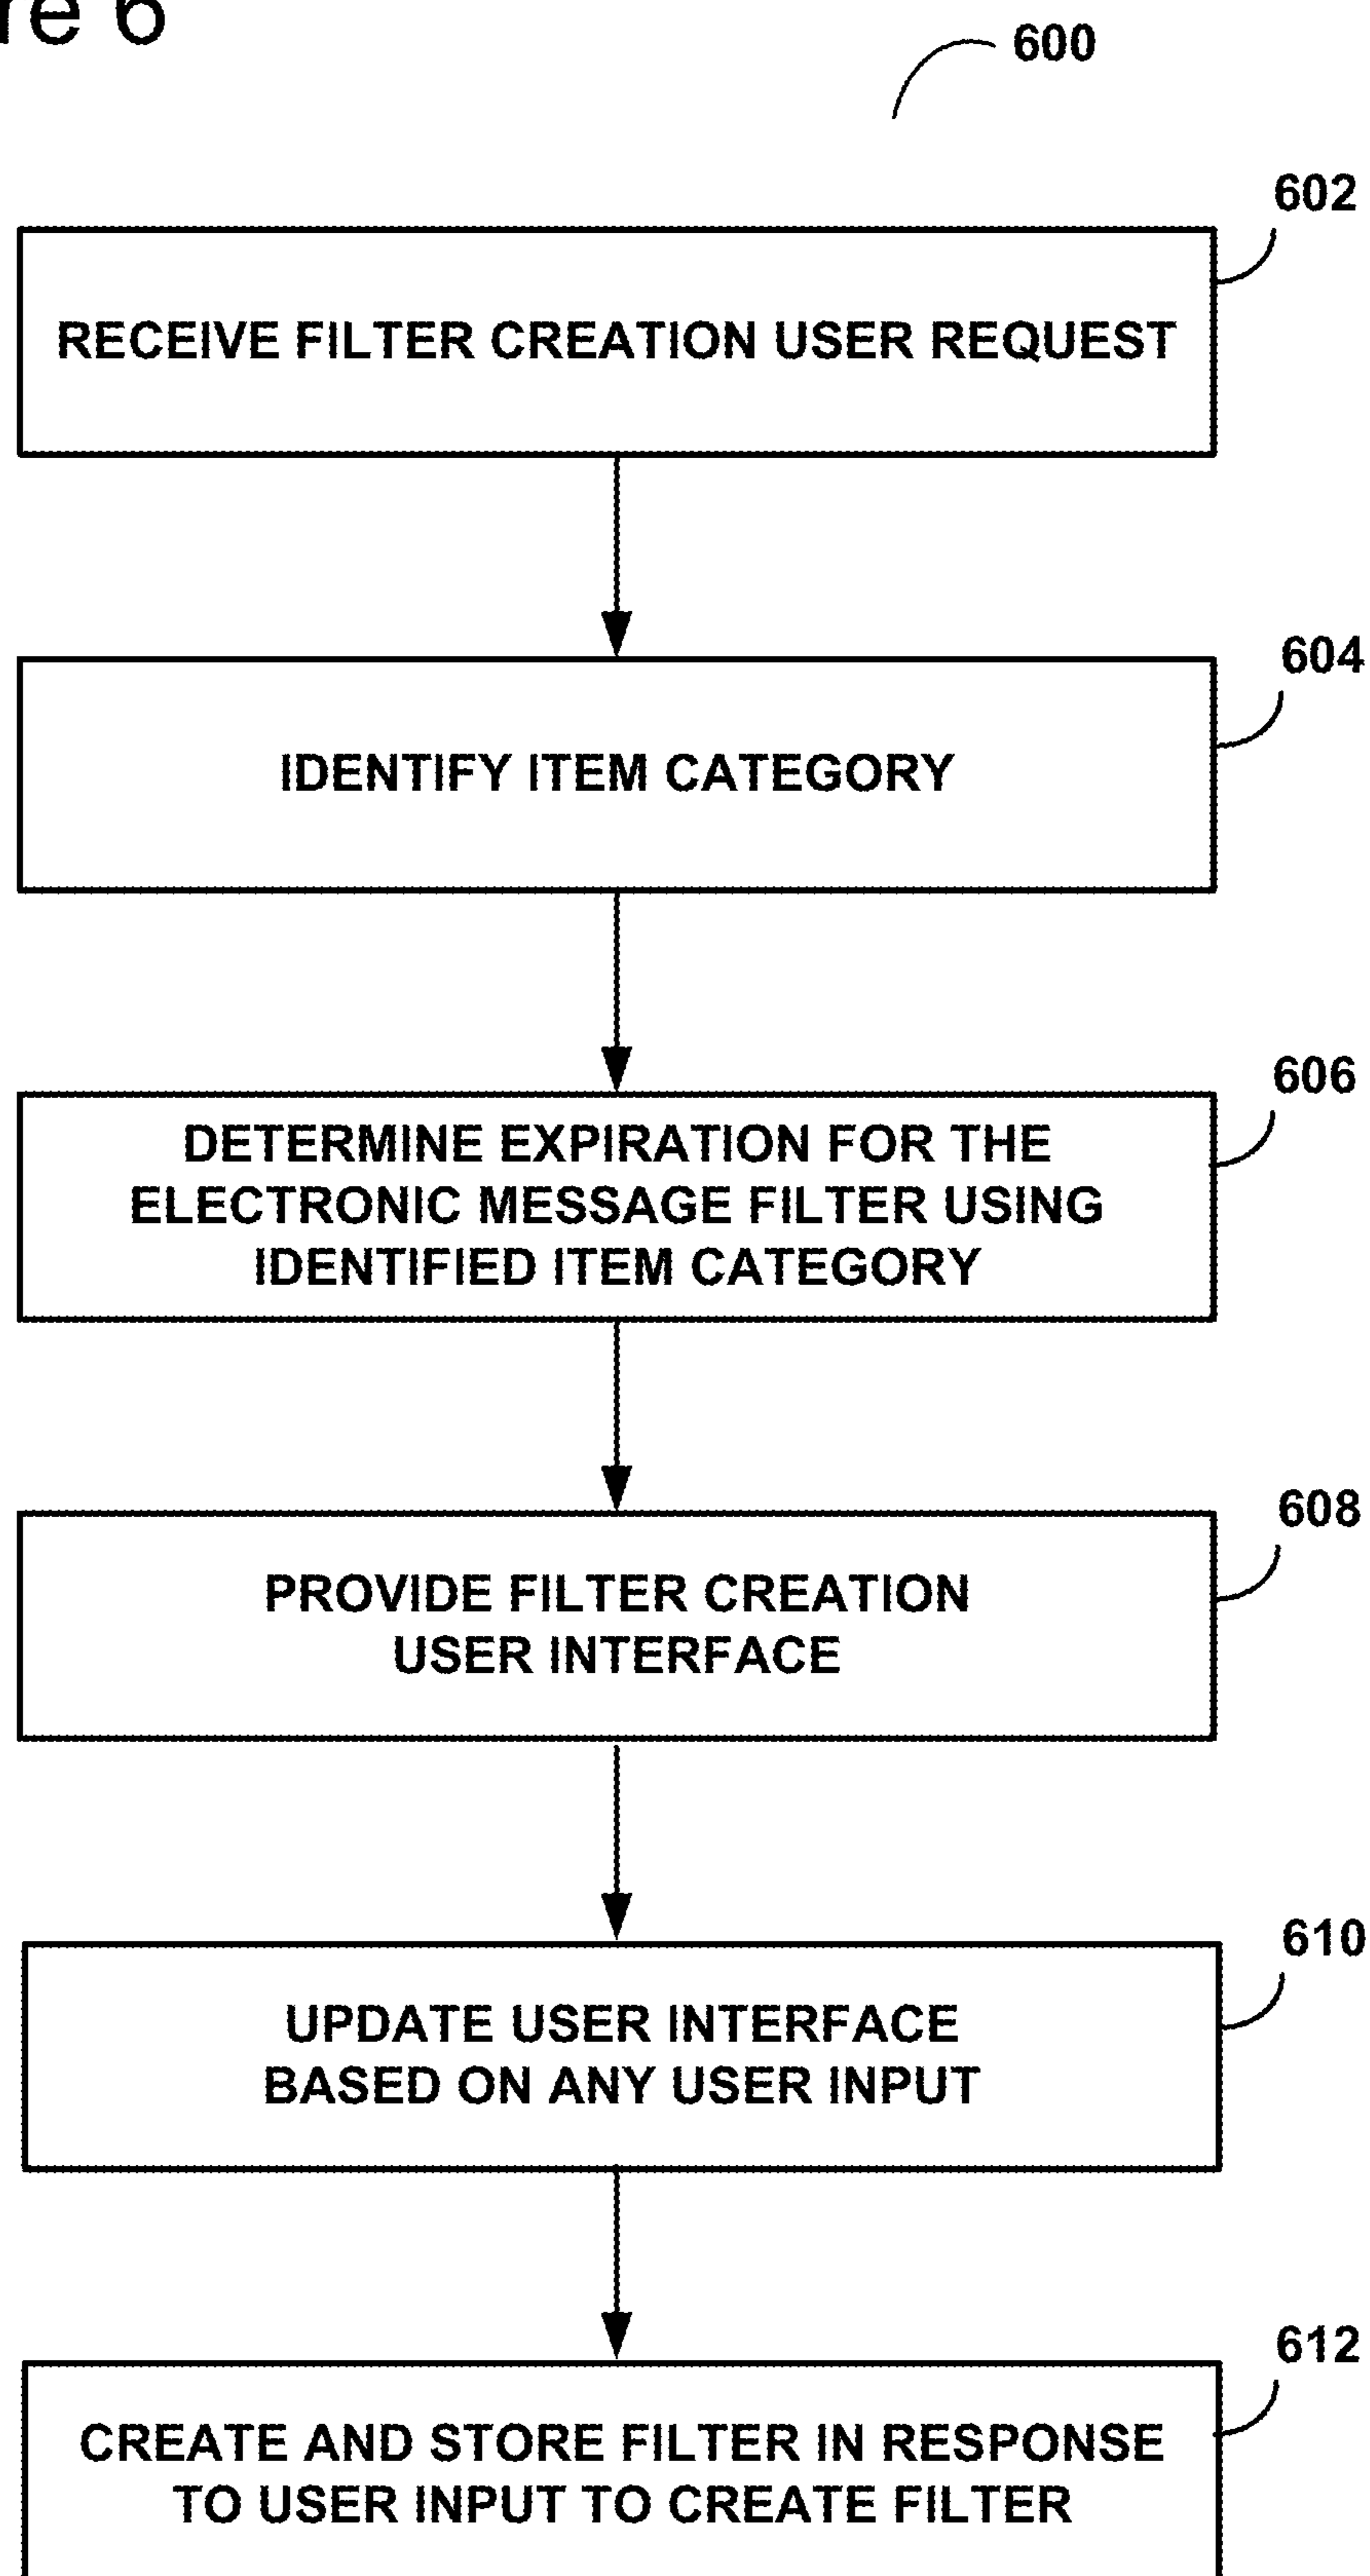 re 6
600
602
RECEIVE FILTER CREATION USER REQUEST
604
IDENTIFY ITEM CATEGORY
606
DETERMINE EXPIRATION FOR THE
ELECTRONIC MESSAGE FILTER USING
IDENTIFIED ITEM CATEGORY
608
PROVIDE FILTER CREATION
USER INTERFACE
610
UPDATE USER INTERFACE
BASED ON ANY USER INPUT
612
CREATE AND STORE FILTER IN RESPONSE
TO USER INPUT TO CREATE FILTER